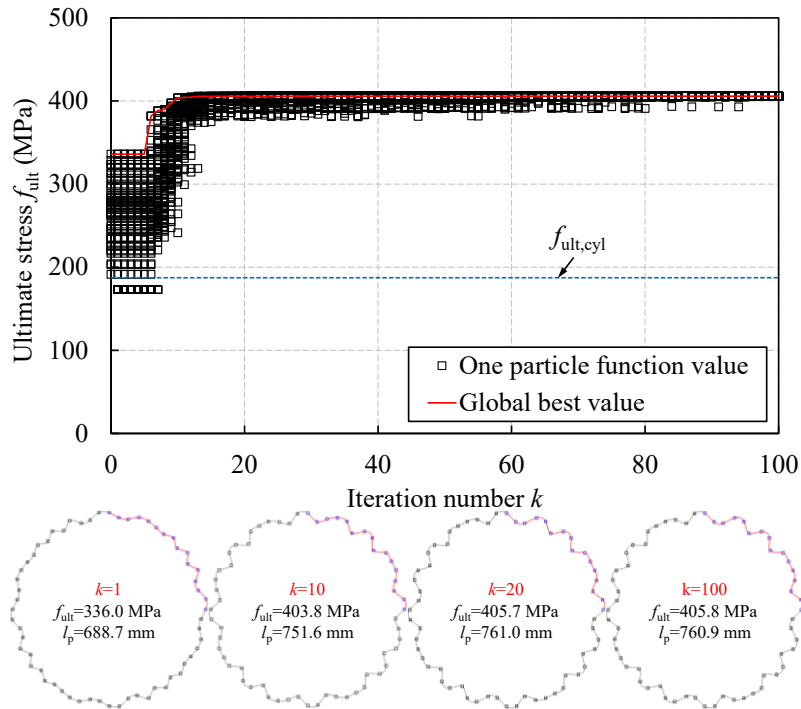 500
400
300
200
100
0
Ultimate stress fult (MPa)
fult,cyl
One particle function value
Global best value
0 20 40 60 80 100
Iteration number k
k=1
fult=336.0 MPa
lp=688.7 mm
k=10
fult=403.8 MPa
lp=751.6 mm
k=20
fult=405.7 MPa
lp=761.0 mm
k=100
fult=405.8 MPa
lp=760.9 mm